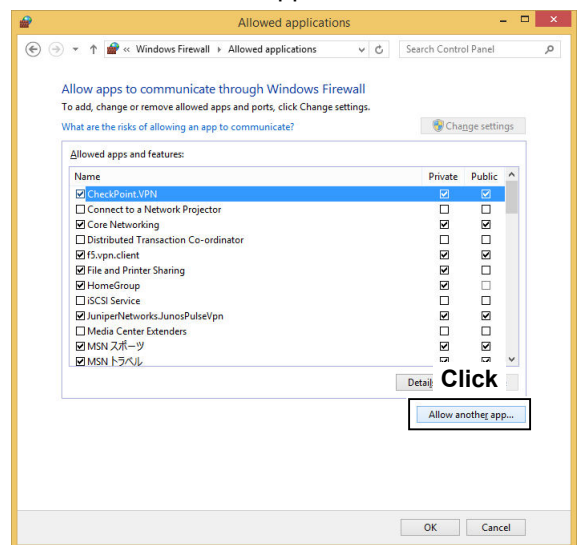 Allowed applications
« Windows Firewall Allowed applications
Search Control Panel
Allow apps to communicate through Windows Firewall
To add, change or remove allowed apps and ports, click Change settings.
What are the risks of allowing an app to communicate?
Change settings
Allowed apps and features:
Name Private Public
CheckPoint.VPN
Connect to a Network Projector
Core Networking
Distributed Transaction Co-ordinator
f5.vpn.client
File and Printer Sharing
HomeGroup
iSCSI Service
JuniperNetworks.JunosPulseVpn
Media Center Extenders
MSN スポーツ
MSN トラベル
Click
Allow another app...
OK Cancel